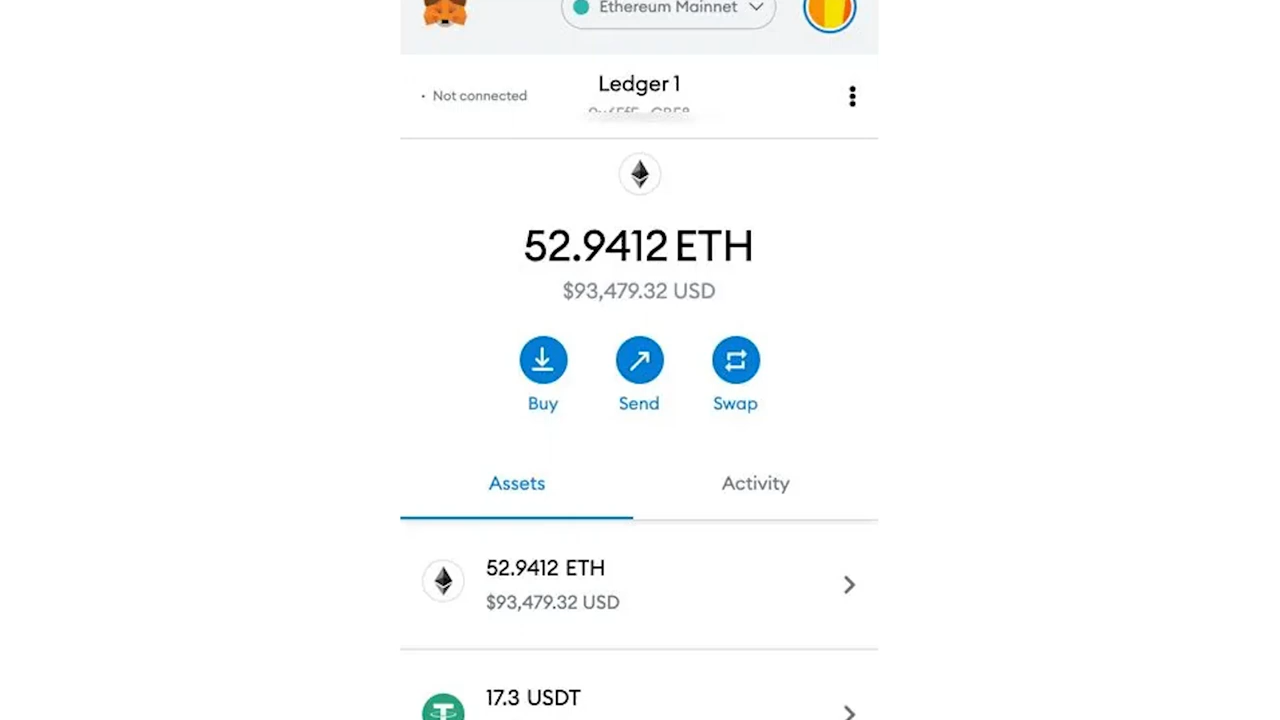 Ethereum Mainnet
Not connected
Ledger 1
52.9412 ETH
$93,479.32 USD
Buy
Send
Swap
Assets
Activity
52.9412 ETH
$93,479.32 USD
17.3 USDT